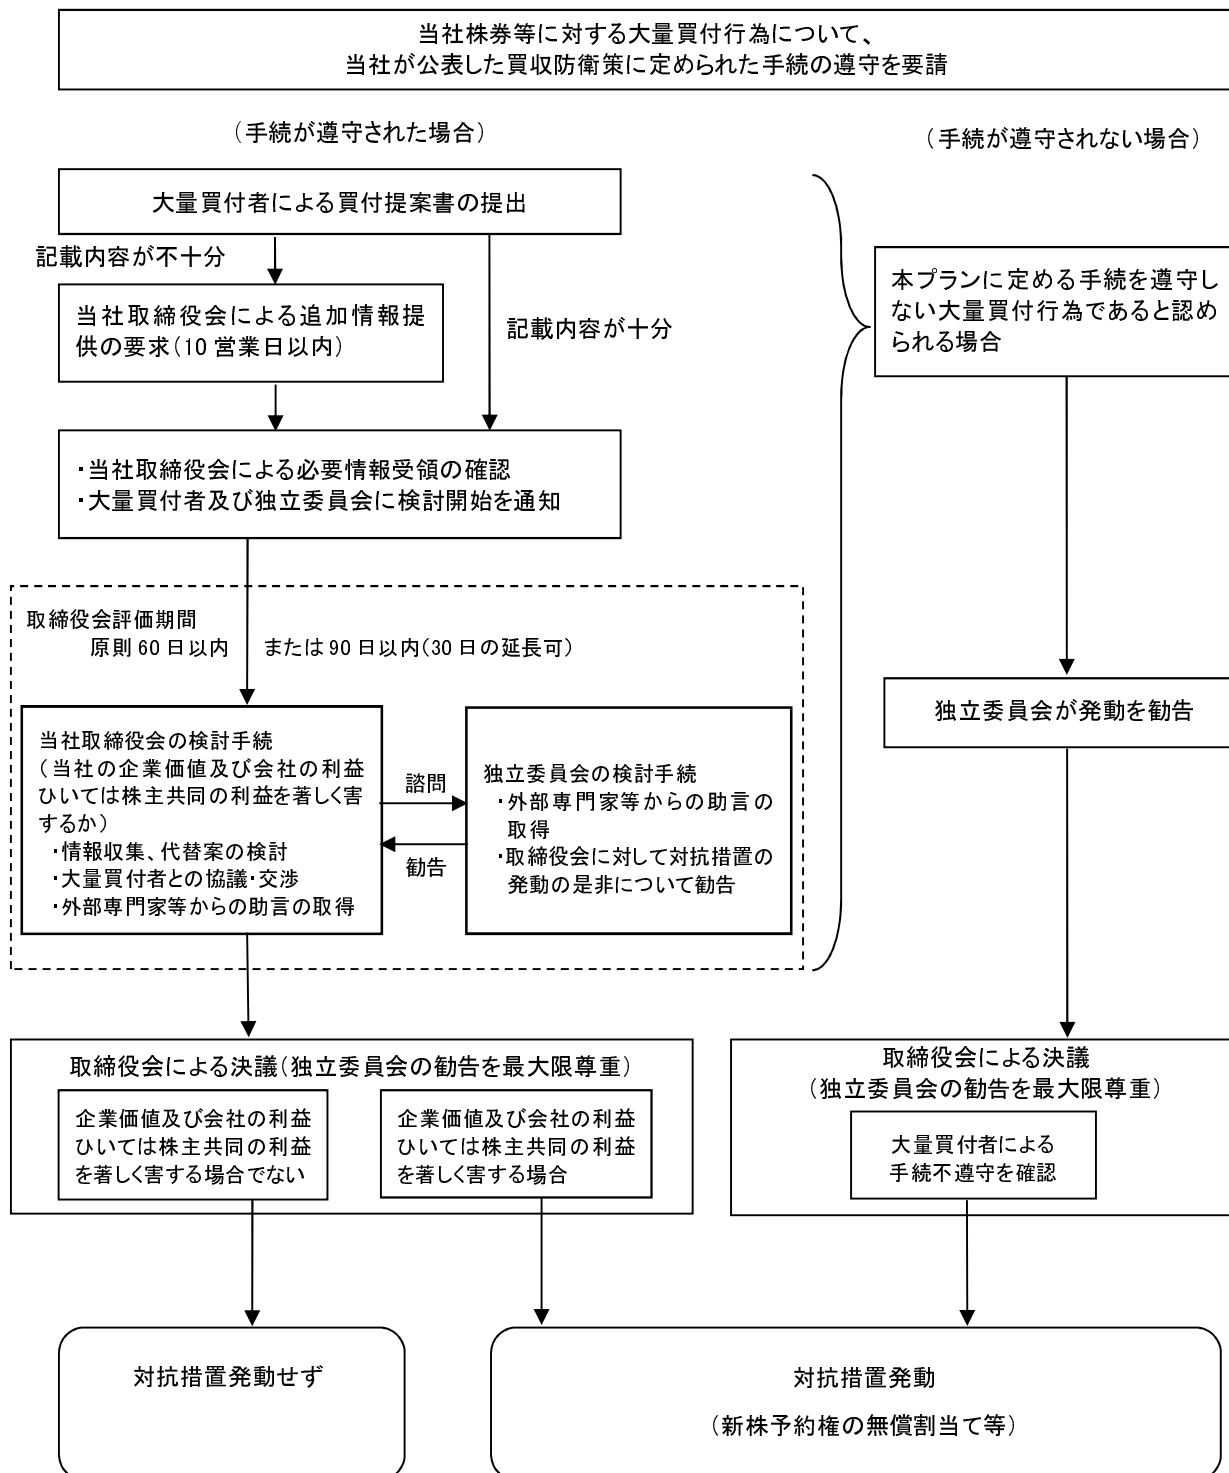 当社株券等に対する大量買付行為について、
当社が公表した買収防衛策に定められた手続の遵守を要請
（手続が遵守された場合）
（手続が遵守されない場合）
大量買付者による買付提案書の提出
記載内容が不十分
当社取締役会による追加情報提
供の要求（10 営業日以内）
記載内容が十分
本プランに定める手続を遵守し
ない大量買付行為であると認め
られる場合
・当社取締役会による必要情報受領の確認
・大量買付者及び独立委員会に検討開始を通知
取締役会評価期間
原則 60 日以内 または 90 日以内（30 日の延長可）
独立委員会が発動を勧告
当社取締役会の検討手続
（当社の企業価値及び会社の利益
ひいては株主共同の利益を著しく害
するか）
・情報収集、代替案の検討
・大量買付者との協議・交渉
・外部専門家等からの助言の取得
諮問
勧告
独立委員会の検討手続
・外部専門家等からの助言の
取得
・取締役会に対して対抗措置の
発動の是非について勧告
取締役会による決議（独立委員会の勧告を最大限尊重）
企業価値及び会社の利益
ひいては株主共同の利益
を著しく害する場合でない
企業価値及び会社の利益
ひいては株主共同の利益
を著しく害する場合
取締役会による決議
（独立委員会の勧告を最大限尊重）
大量買付者による
手続不遵守を確認
対抗措置発動せず
対抗措置発動
（新株予約権の無償割当て等）